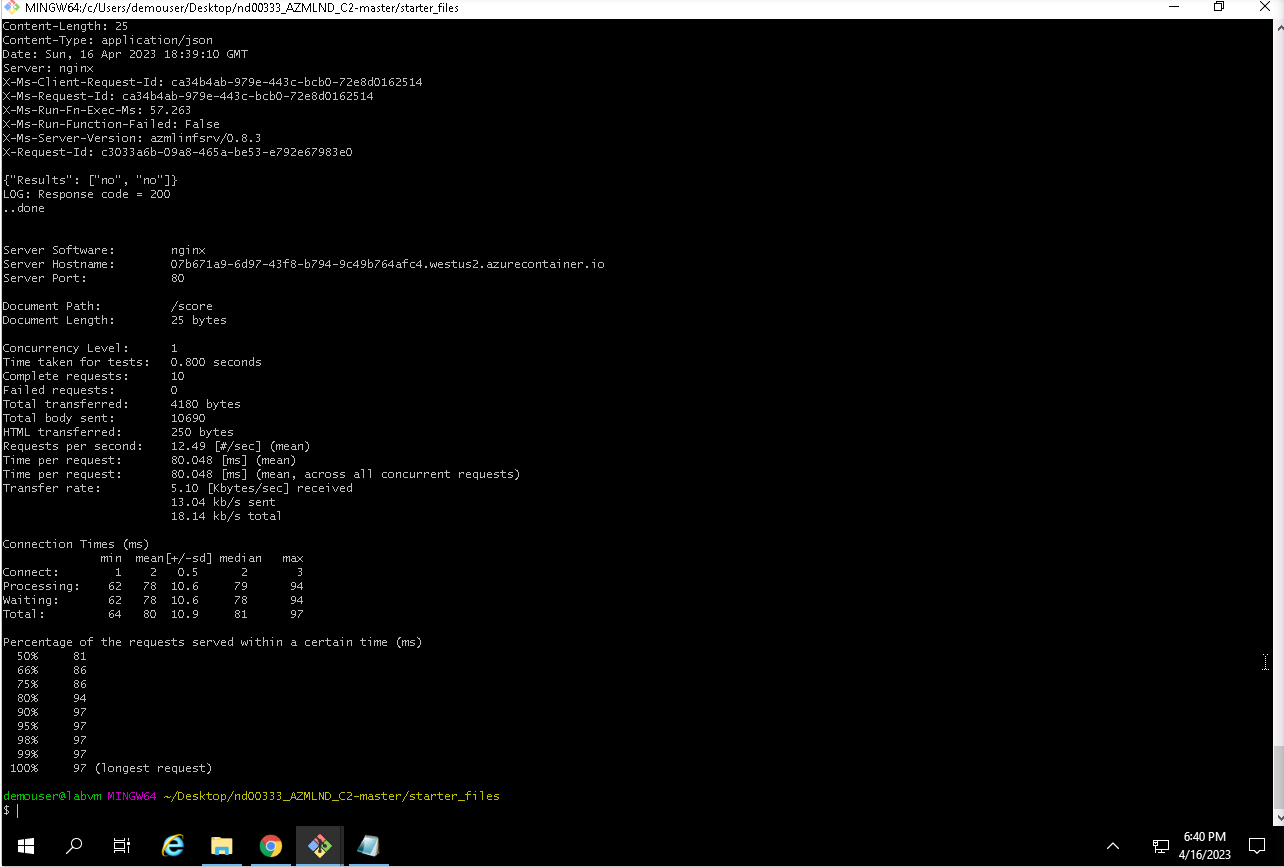 MINGW64:/c/Users/demouser/Desktop/nd00333_AZMLND_C2-master/starter_files
Content-Length: 25
Content-Type: application/json
Date: Sun, 16 Apr 2023 18:39:10 GMT
Server: nginx
X-Ms-Client-Request-Id: ca34b4ab-979e-443c-bcb0-72e8d0162514
X-Ms-Request-Id: ca34b4ab-979e-443c-bcb0-72e8d0162514
X-Ms-Run-Fn-Exec-Ms: 57.263
X-Ms-Run-Function-Failed: False
X-Ms-Server-Version: azmlinfsrv/0.8.3
X-Request-Id: c3033a6b-09a8-465a-be53-e792e67983e0
{"Results": ["no", "no"]}
LOG: Response code = 200
..done
Server Software: nginx
Server Hostname: 07b671a9-6d97-43f8-b794-9c49b764afc4.westus2.azurecontainer.io
Server Port: 80
Document Path: /score
Document Length: 25 bytes
Concurrency Level: 1
Time taken for tests: 0.800 seconds
Complete requests: 10
Failed requests: 0
Total transferred: 4180 bytes
Total body sent: 10690
HTML transferred: 250 bytes
Requests per second: 12.49 [#/sec] (mean)
Time per request: 80.048 [ms] (mean)
Time per request: 80.048 [ms] (mean, across all concurrent requests)
Transfer rate: 5.10 [Kbytes/sec] received
13.04 kb/s sent
18.14 kb/s total
Connection Times (ms)
min mean[+/-sd] median max
Connect: 1 2 0.5 2 3
Processing: 62 78 10.6 79 94
Waiting: 62 78 10.6 78 94
Total: 64 80 10.9 81 97
Percentage of the requests served within a certain time (ms)
50% 81
66% 86
75% 86
80% 94
90% 97
95% 97
98% 97
99% 97
100% 97 (longest request)
demouser@labvm MINGW64 ~/Desktop/nd00333_AZMLND_C2-master/starter_files
$
6:40 PM
4/16/2023